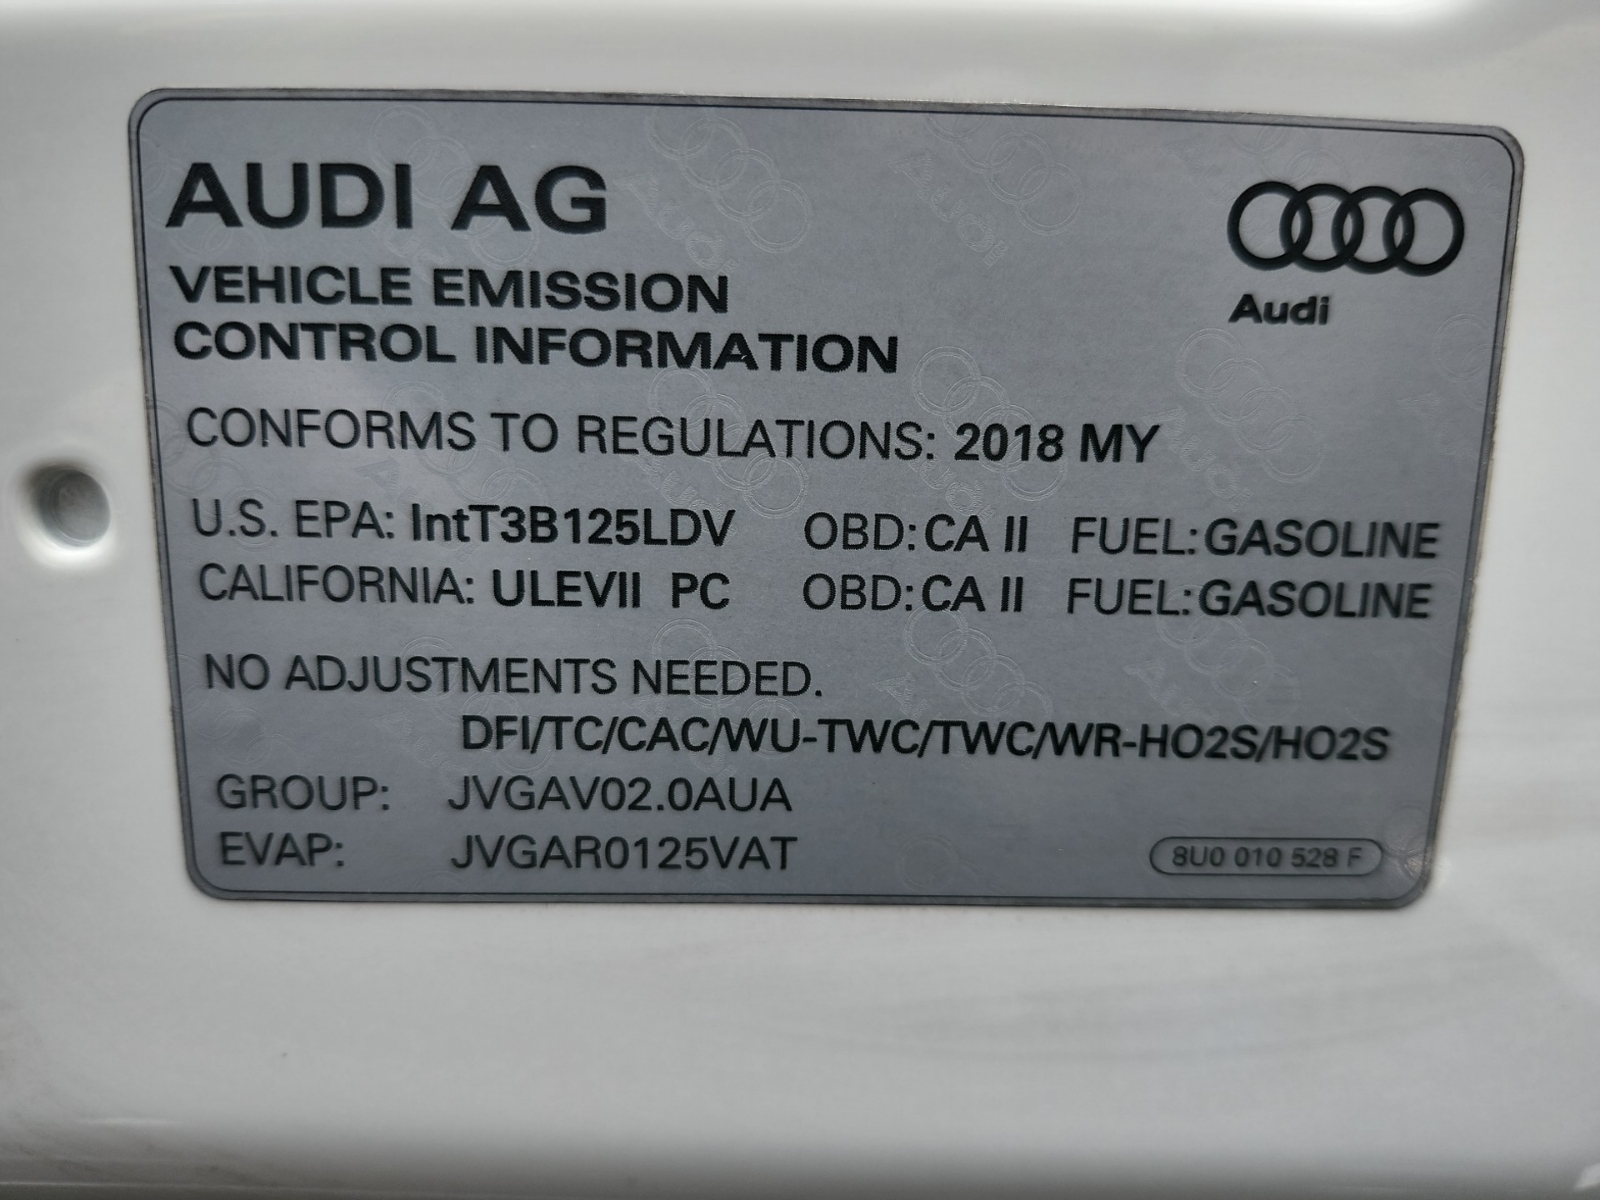 AUDI AG
Audi
VEHICLE EMISSION
CONTROL INFORMATION
CONFORMS TO REGULATIONS: 2018 MY
U.S. EPA: IntT3B125LDV OBD: CA II FUEL: GASOLINE
CALIFORNIA: ULEVII PC OBD: CA II FUEL: GASOLINE
NO ADJUSTMENTS NEEDED.
DFI/TC/CAC/WU-TWC/TWC/WR-HO2S/HO2S
GROUP: JVGAV02.0AUA
EVAP: JVGAR0125VAT
8U0 010 528 F